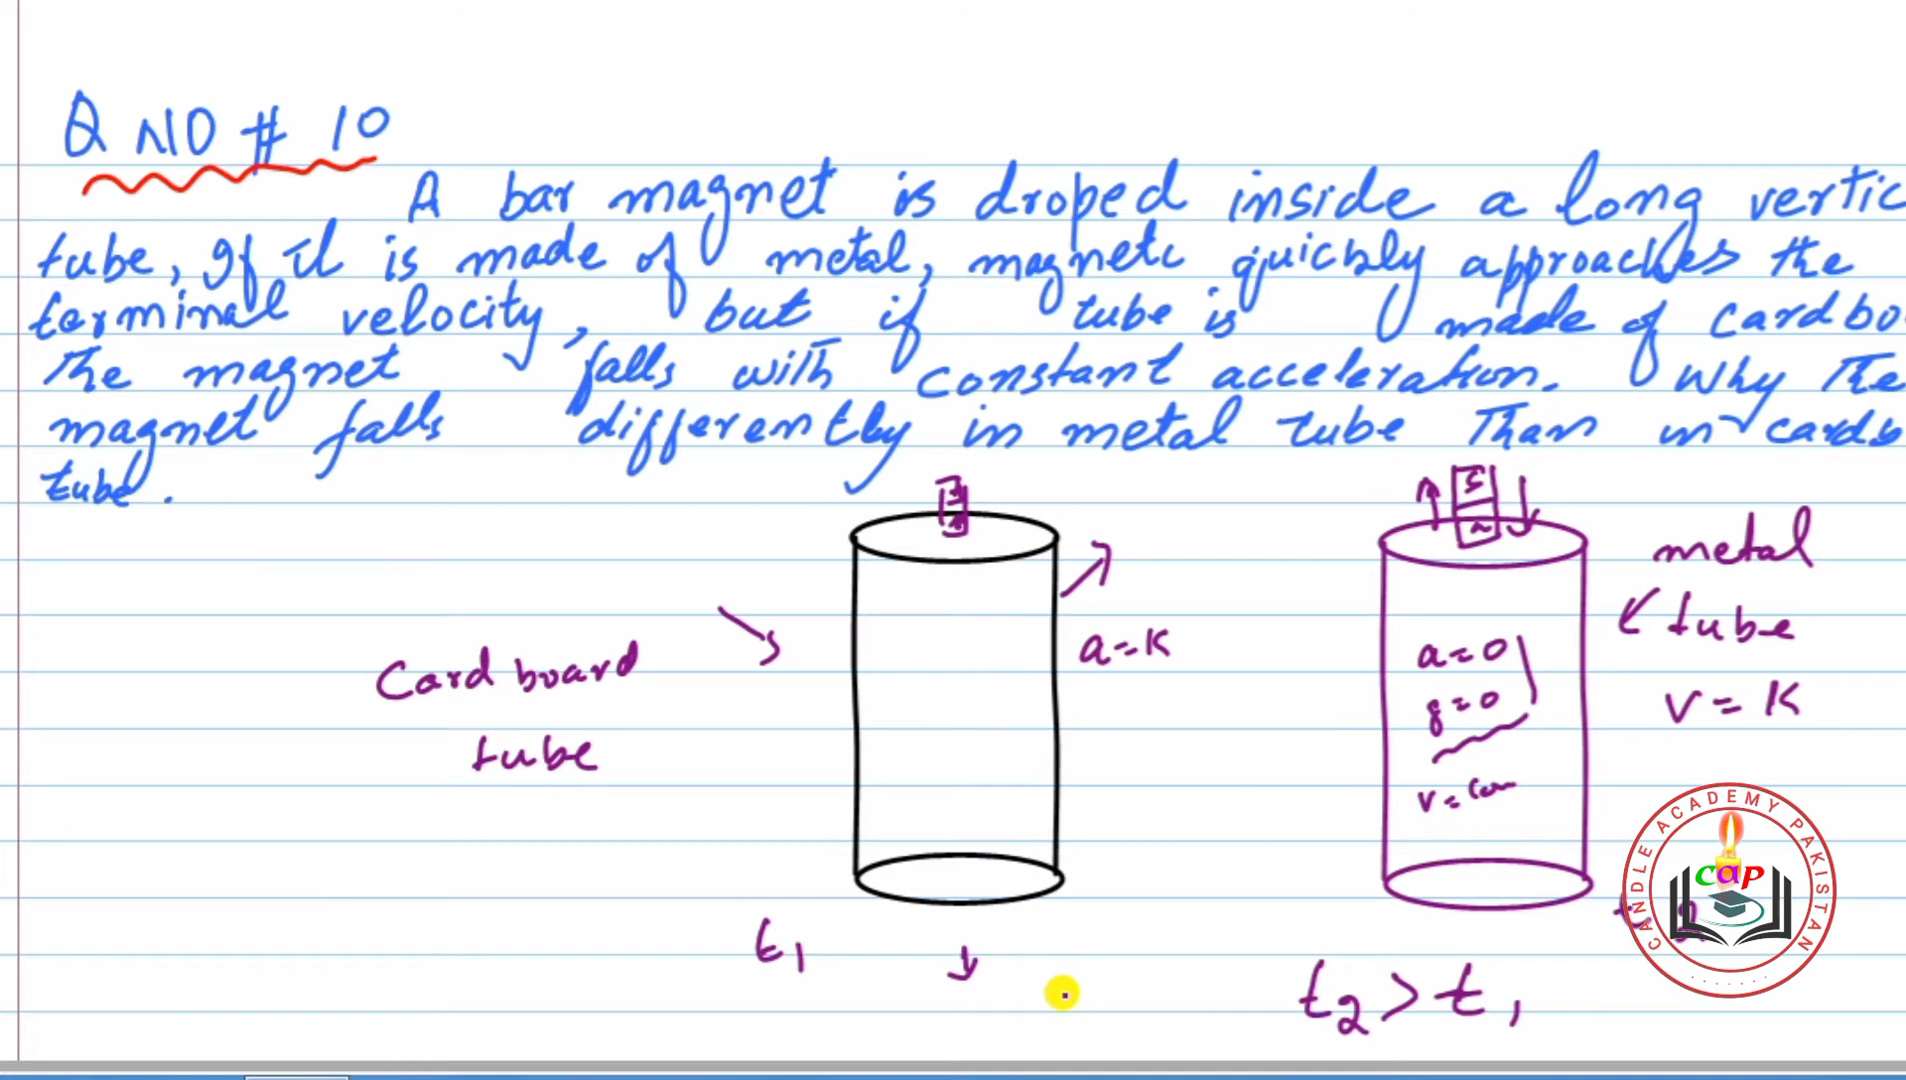 Q NO # 10
A bar magnet is droped inside a long vertic
tube, If it is made of metal, magnetc quickly approaches the
terminal velocity, but if tube is made of cardbo
The magnet falls with constant acceleration. Why The
magnet falls differently in metal tube Than in cardb
tube.
S
metal
tube
a=0
a=k
Card board
g=0
v=k
tube
v=con
CANDLE ACADEMY PAKISTAN
cap
t1
t2>t1